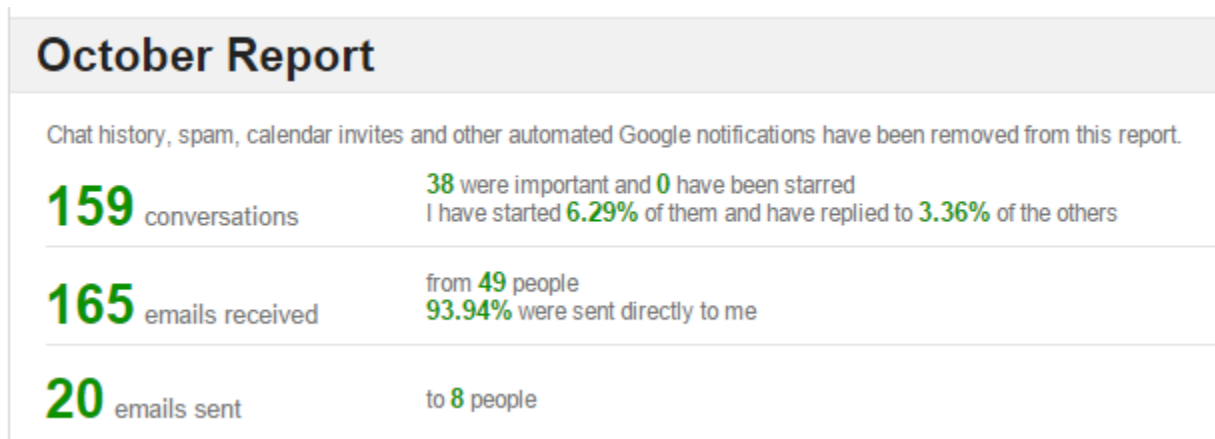 October Report
Chat history, spam, calendar invites and other automated Google notifications have been removed from this report.
159 conversations
38 were important and 0 have been starred
I have started 6.29% of them and have replied to 3.36% of the others
165 emails received
from 49 people
93.94% were sent directly to me
20 emails sent
to 8 people